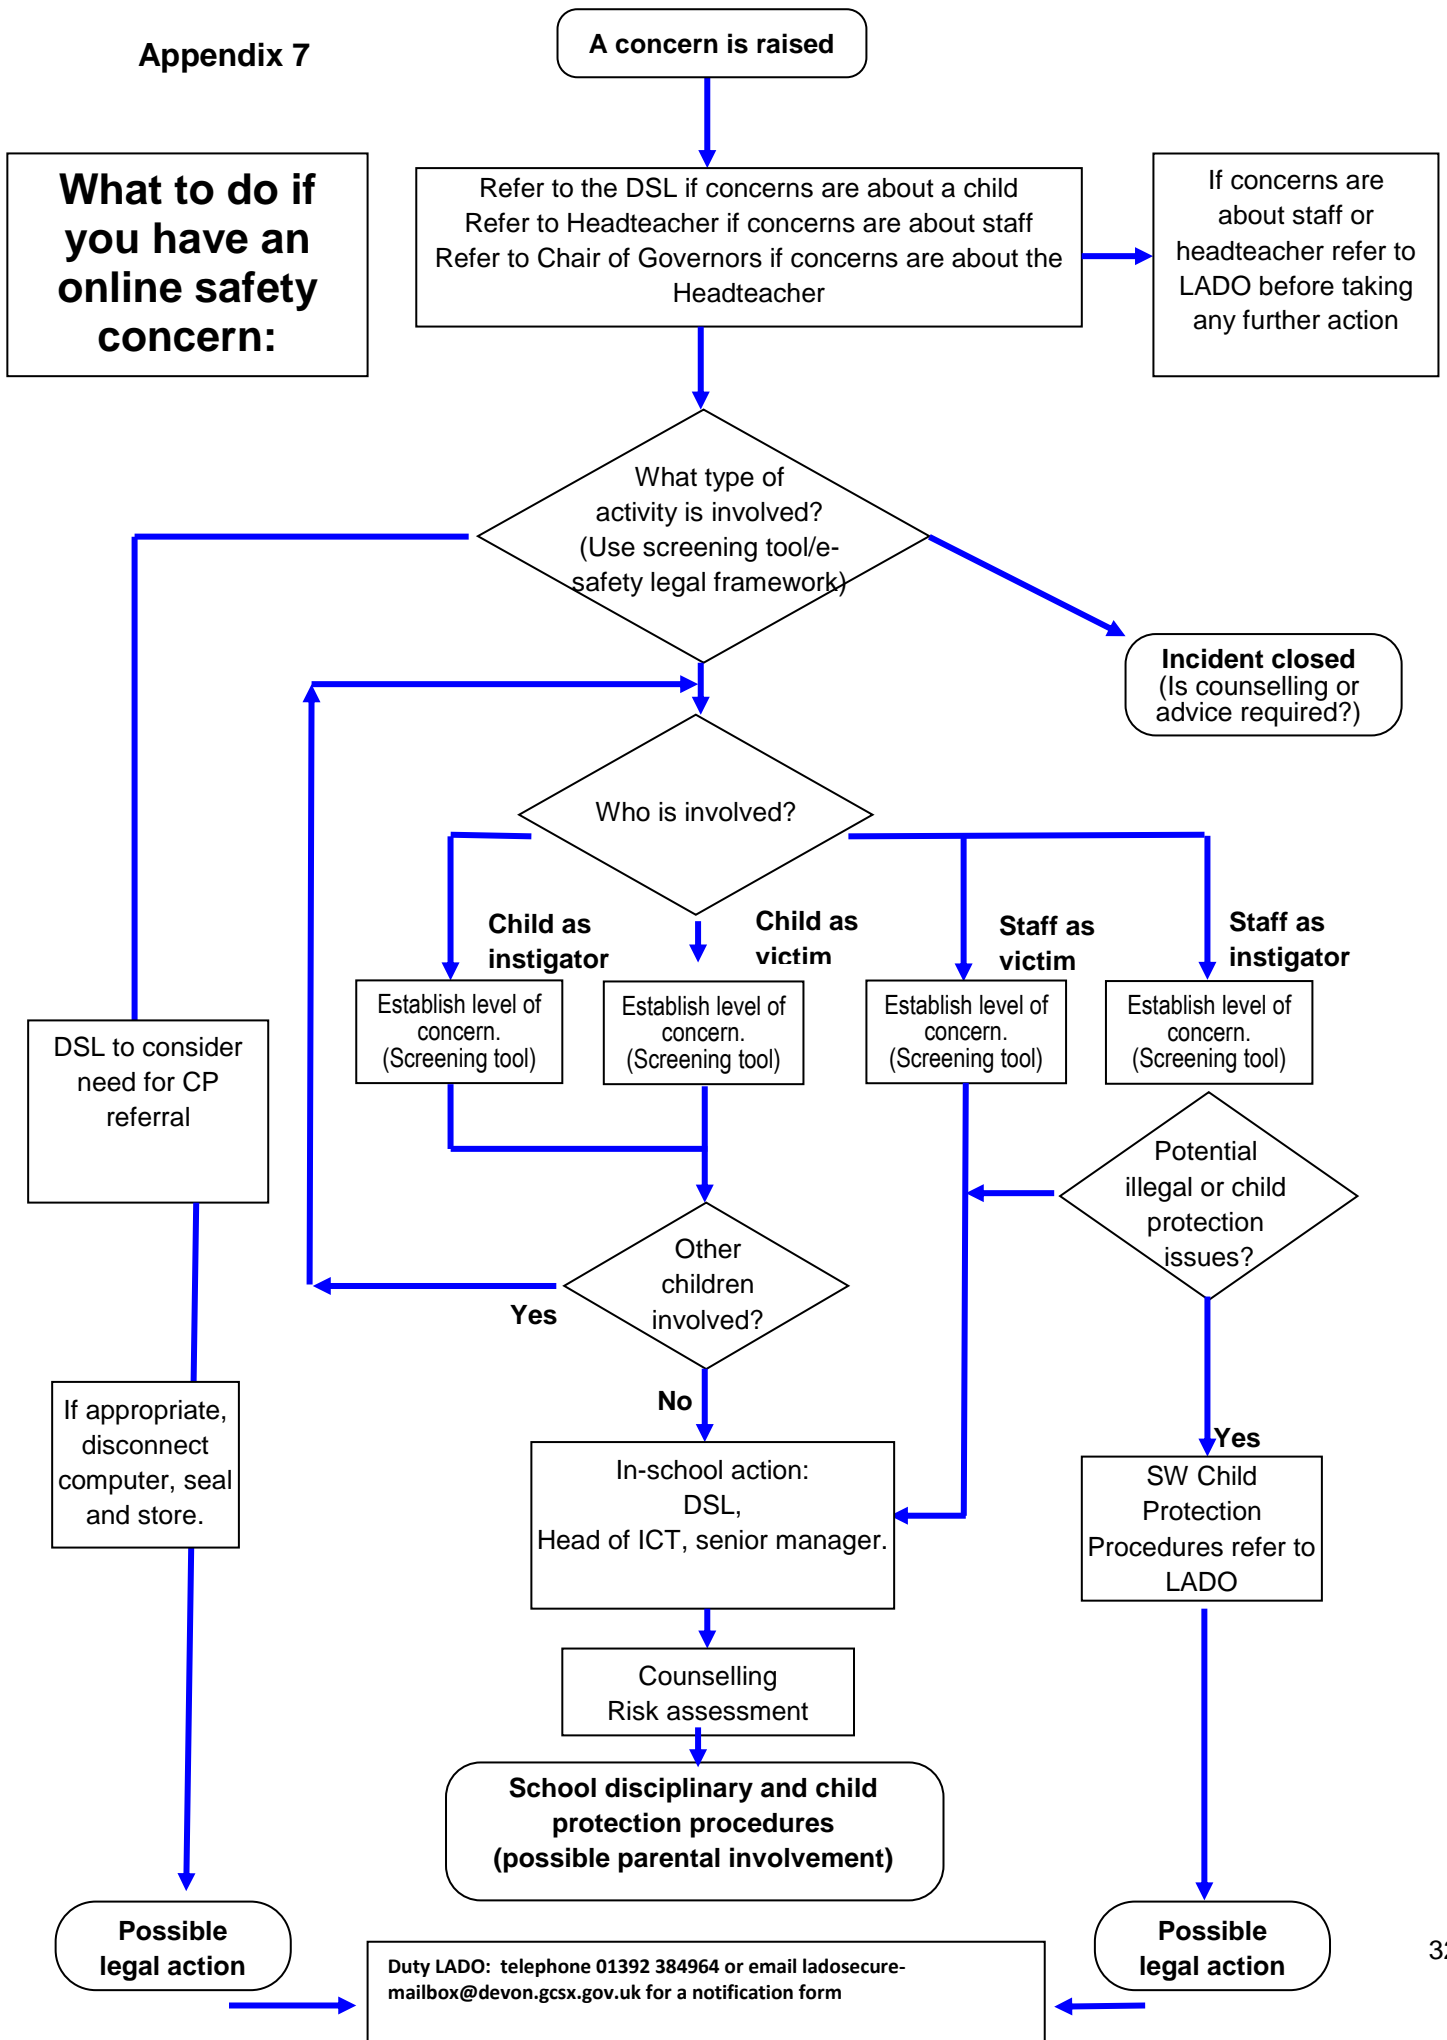 Appendix 7
A concern is raised
What to do if
you have an
online safety
concern:
Refer to the DSL if concerns are about a child
Refer to Headteacher if concerns are about staff
Refer to Chair of Governors if concerns are about the
Headteacher
If concerns are
about staff or
headteacher refer to
LADO before taking
any further action
What type of
activity is involved?
(Use screening tool/e-
safety legal framework)
Incident closed
(Is counselling or
advice required?)
Who is involved?
Child as
instigator
Child as
victim
Staff as
victim
Staff as
instigator
Establish level of
concern.
(Screening tool)
Establish level of
concern.
(Screening tool)
Establish level of
concern.
(Screening tool)
Establish level of
concern.
(Screening tool)
DSL to consider
need for CP
referral
Potential
illegal or child
protection
issues?
Other
children
involved?
Yes
No
Yes
If appropriate,
disconnect
computer, seal
and store.
In-school action:
DSL,
Head of ICT, senior manager.
SW Child
Protection
Procedures refer to
LADO
Counselling
Risk assessment
School disciplinary and child
protection procedures
(possible parental involvement)
Possible
legal action
Possible
legal action
Duty LADO: telephone 01392 384964 or email ladosecure-
mailbox@devon.gcsx.gov.uk for a notification form
32